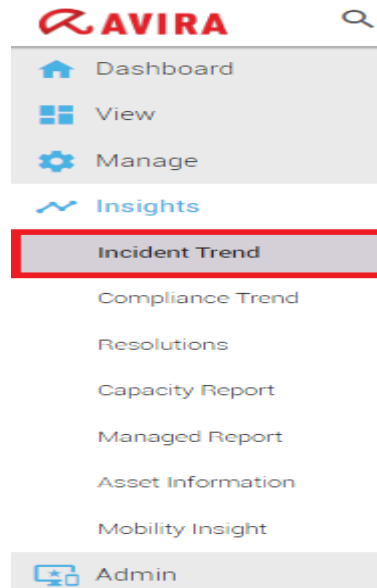 AVIRA
Dashboard
View
Manage
Insights
Incident Trend
Compliance Trend
Resolutions
Capacity Report
Managed Report
Asset Information
Mobility Insight
Admin